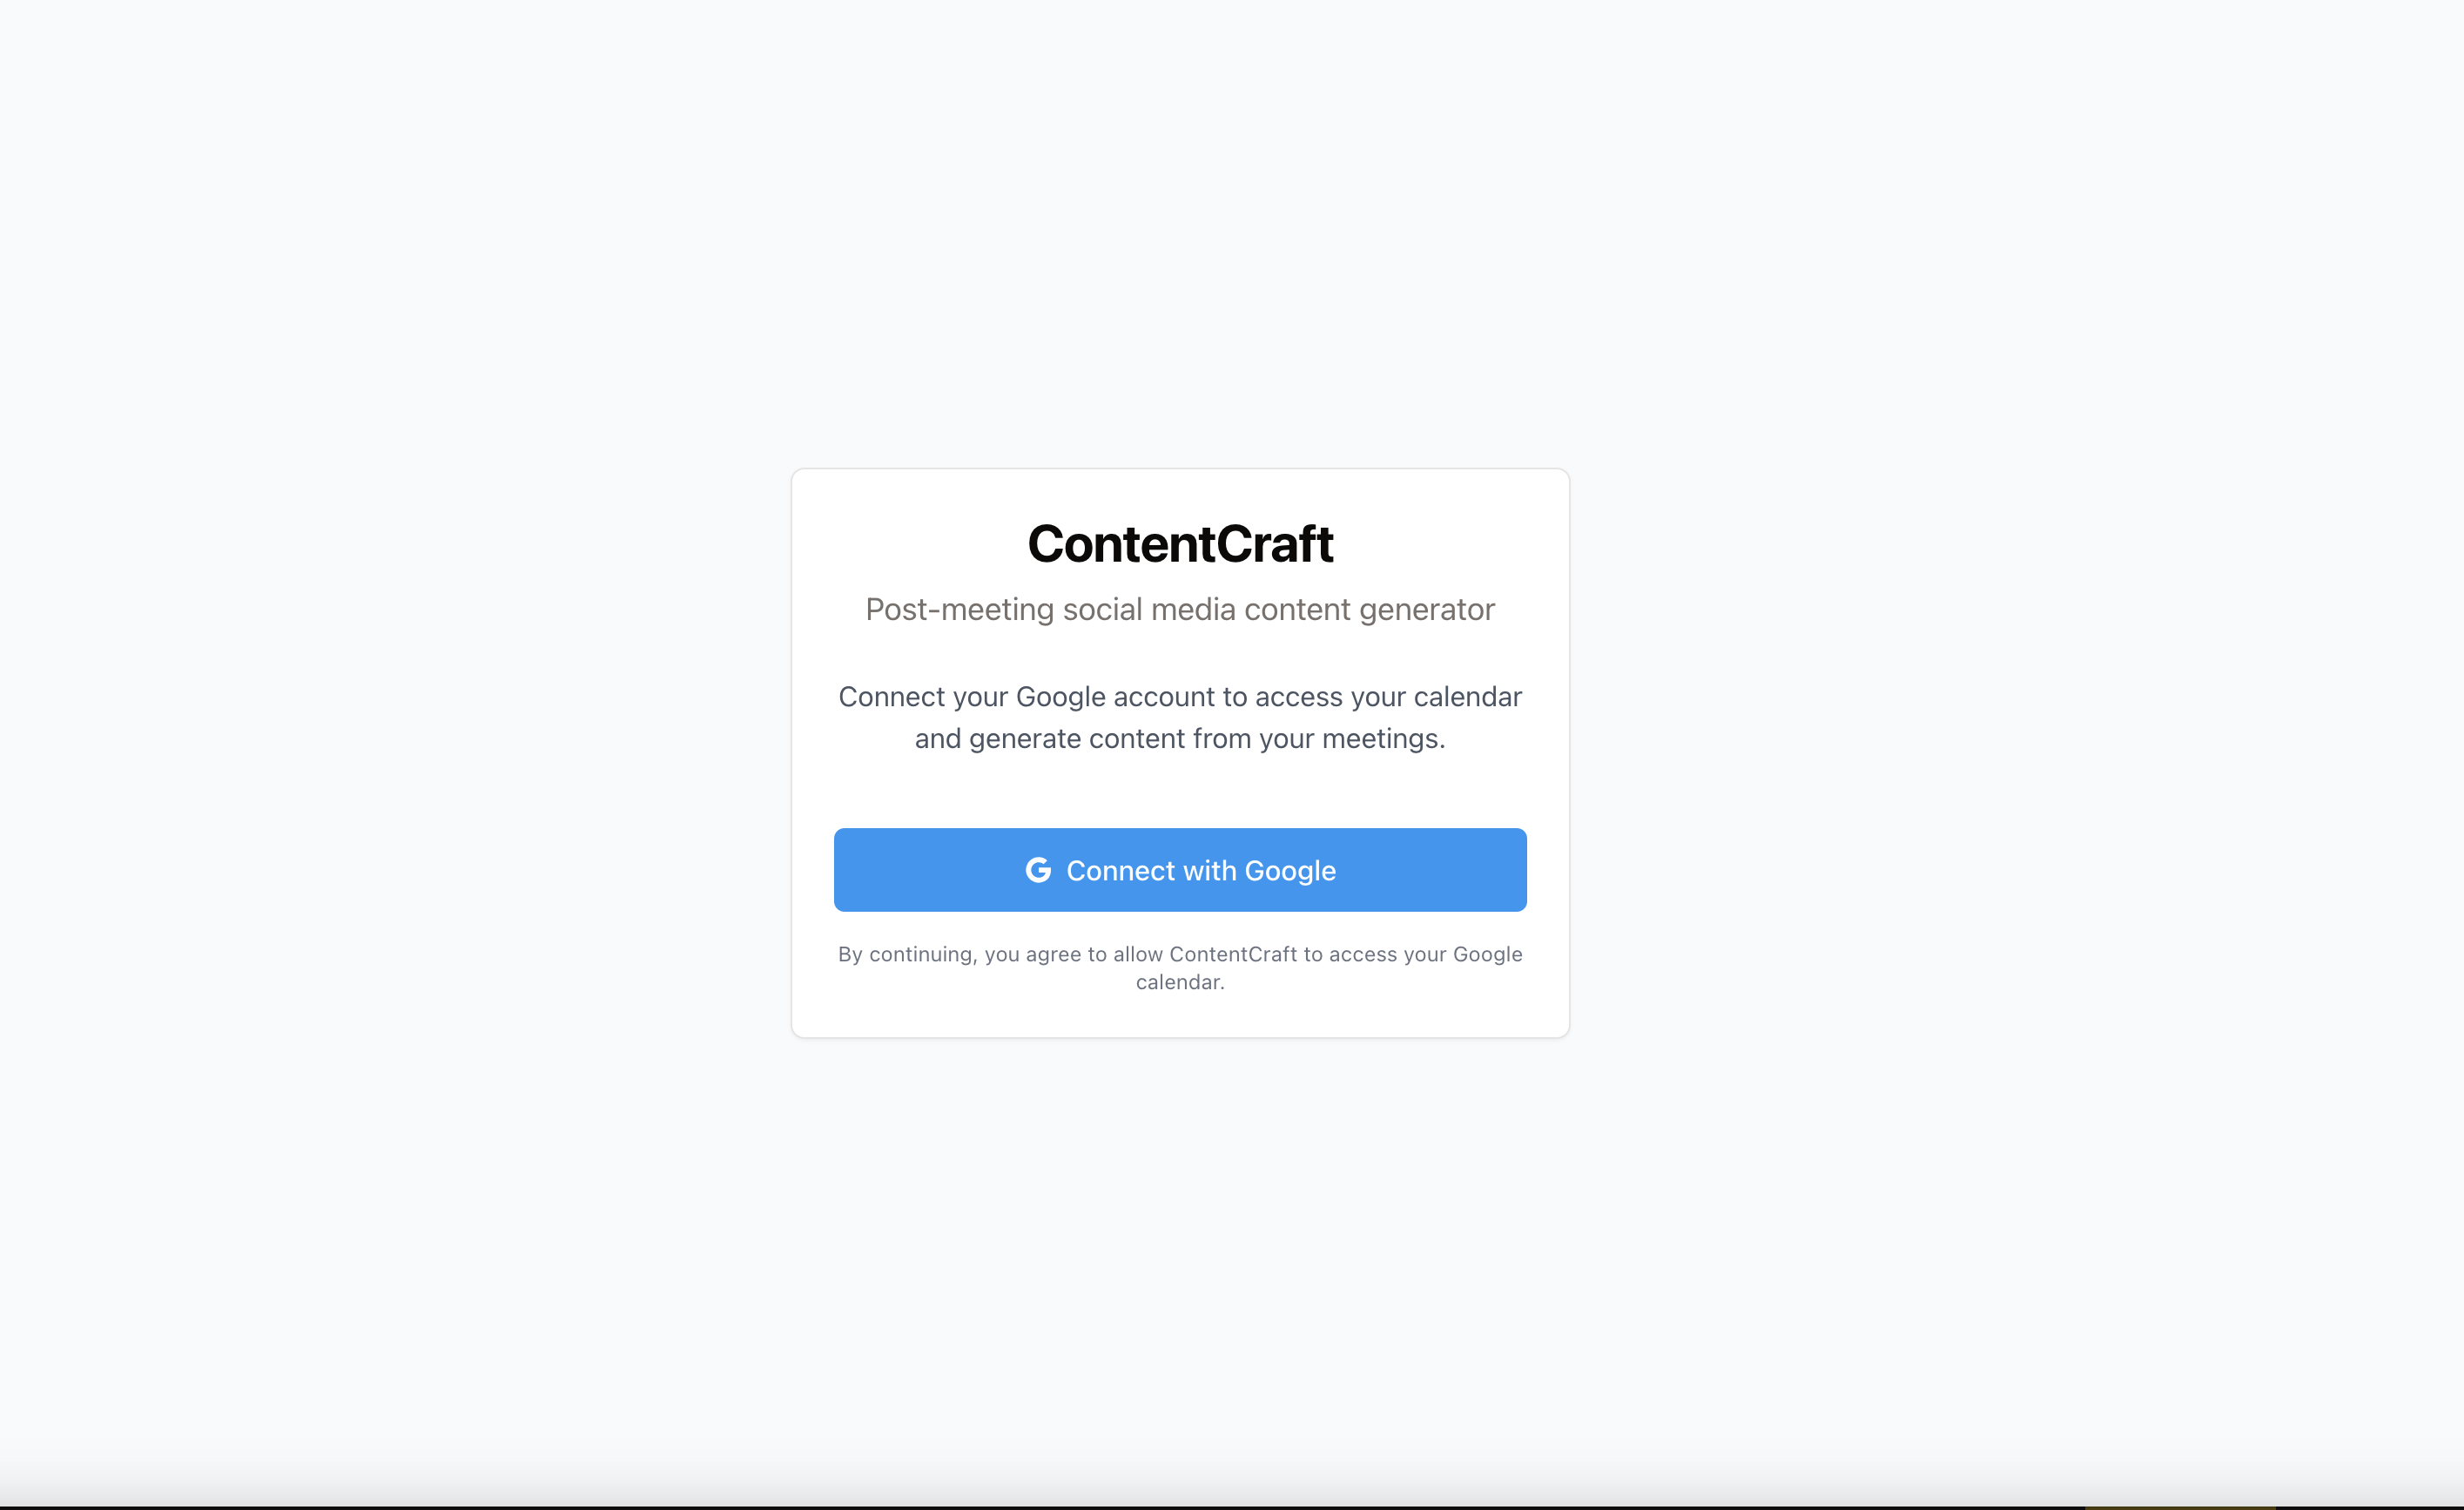 ContentCraft
Post-meeting social media content generator
Connect your Google account to access your calendar
and generate content from your meetings.
Connect with Google
By continuing, you agree to allow ContentCraft to access your Google
calendar.